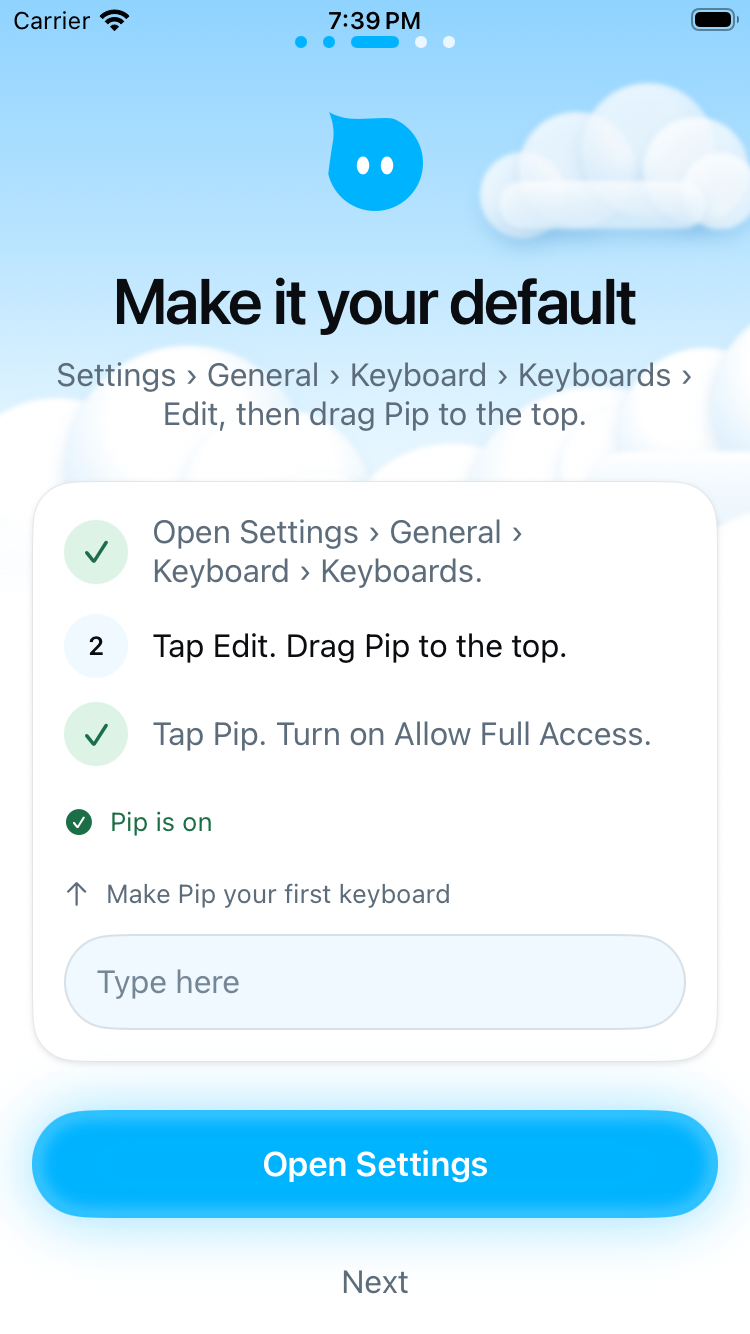 Carrier 7:39 PM
Make it your default
Settings › General › Keyboard › Keyboards ›
Edit, then drag Pip to the top.
Open Settings › General ›
Keyboard › Keyboards.
2 Tap Edit. Drag Pip to the top.
Tap Pip. Turn on Allow Full Access.
Pip is on
Make Pip your first keyboard
Type here
Open Settings
Next